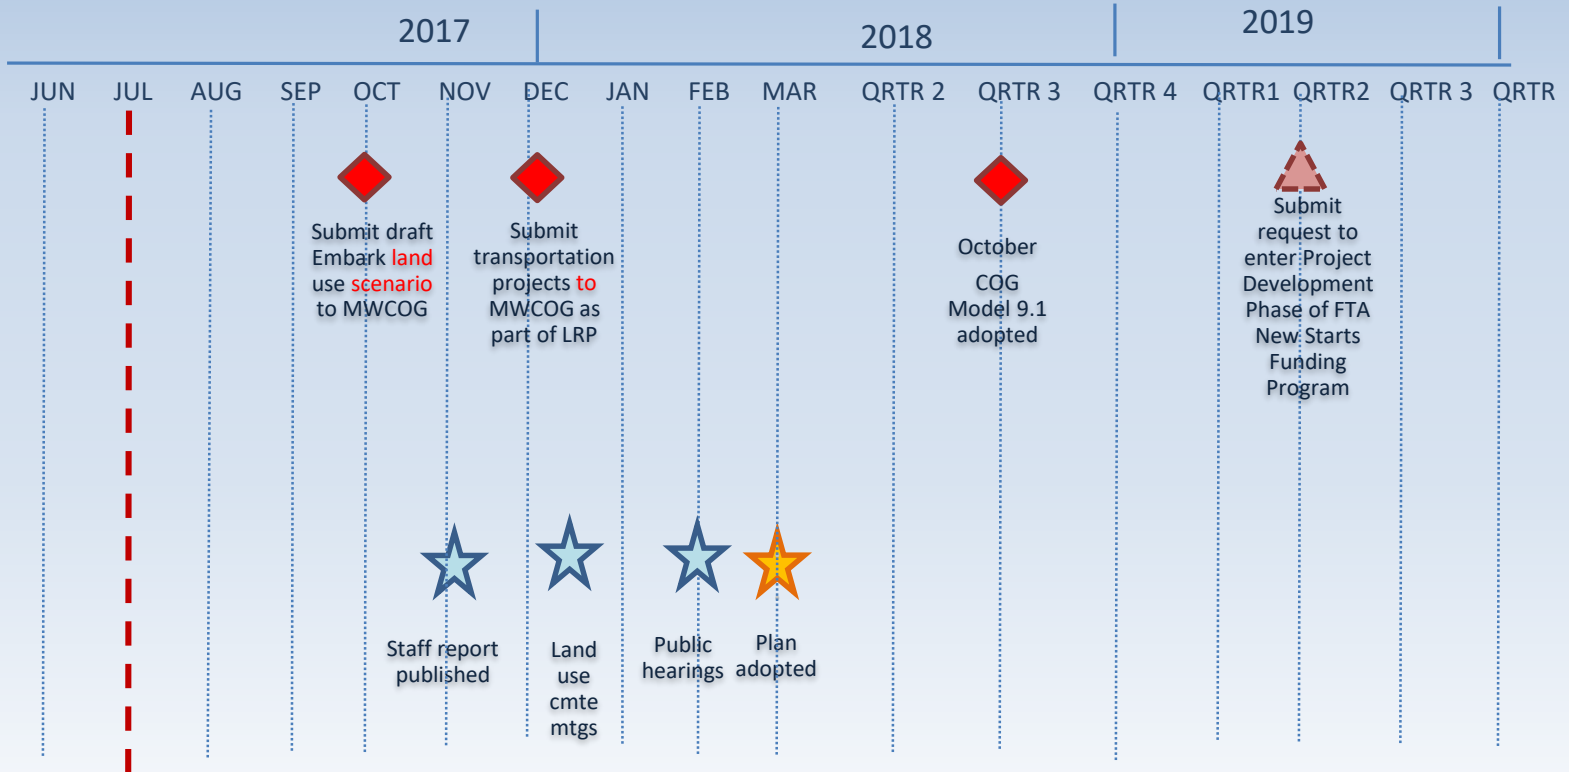 2017
2018
2019
JUN JUL AUG SEP OCT NOV DEC JAN FEB MAR QRTR 2 QRTR 3 QRTR 4 QRTR1 QRTR2 QRTR 3 QRTR
Submit draft
Embark land
use scenario
to MWCOG
Submit
transportation
projects to
MWCOG as
part of LRP
October
COG
Model 9.1
adopted
Submit
request to
enter Project
Development
Phase of FTA
New Starts
Funding
Program
Staff report
published
Land
use
cmte
mtgs
Public
hearings
Plan
adopted